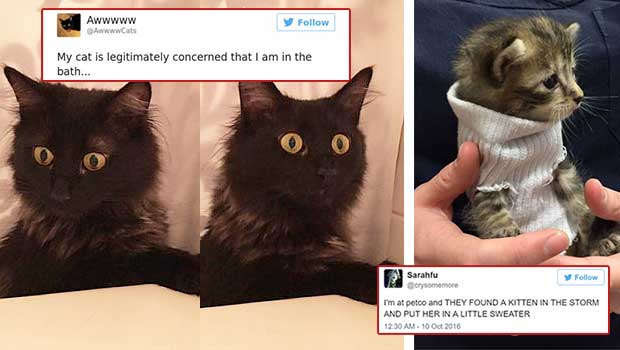 Awwwww
@AwwwwCats
Follow
My cat is legitimately concerned that I am in the
bath...
Sarahfu
@crysomemore
Follow
I'm at petco and THEY FOUND A KITTEN IN THE STORM
AND PUT HER IN A LITTLE SWEATER
12:30 AM - 10 Oct 2016